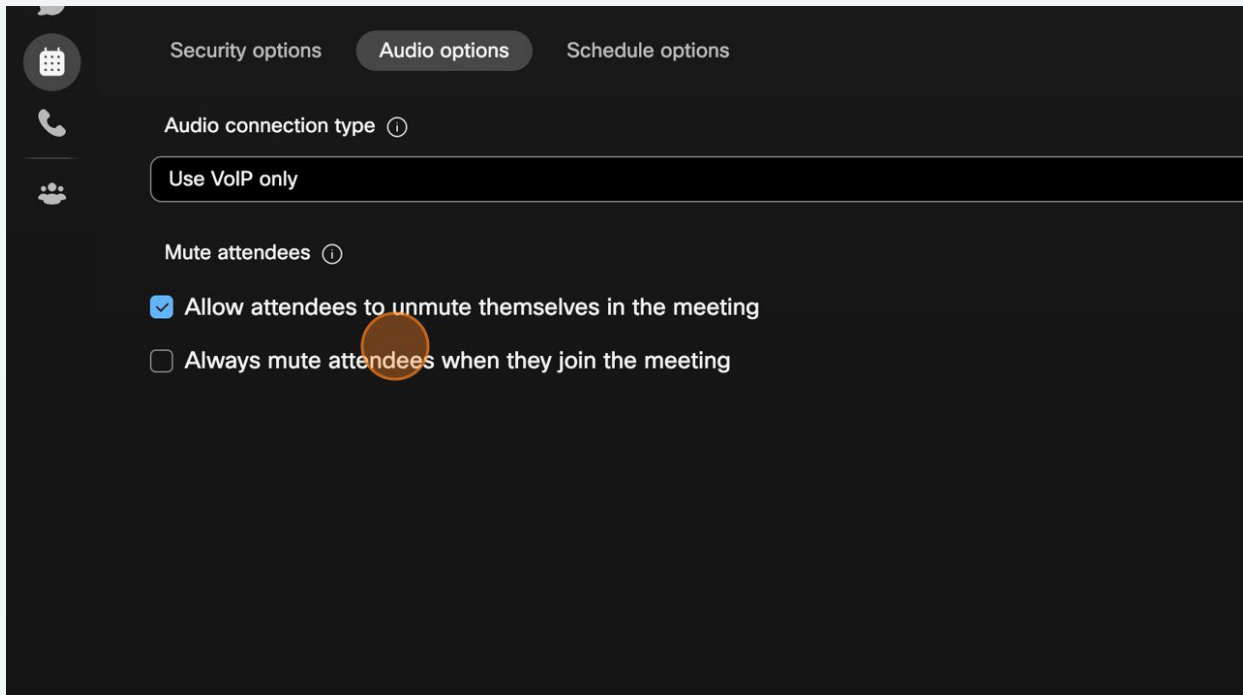 Security options Audio options Schedule options
Audio connection type
Use VoIP only
Mute attendees
Allow attendees to unmute themselves in the meeting
Always mute attendees when they join the meeting